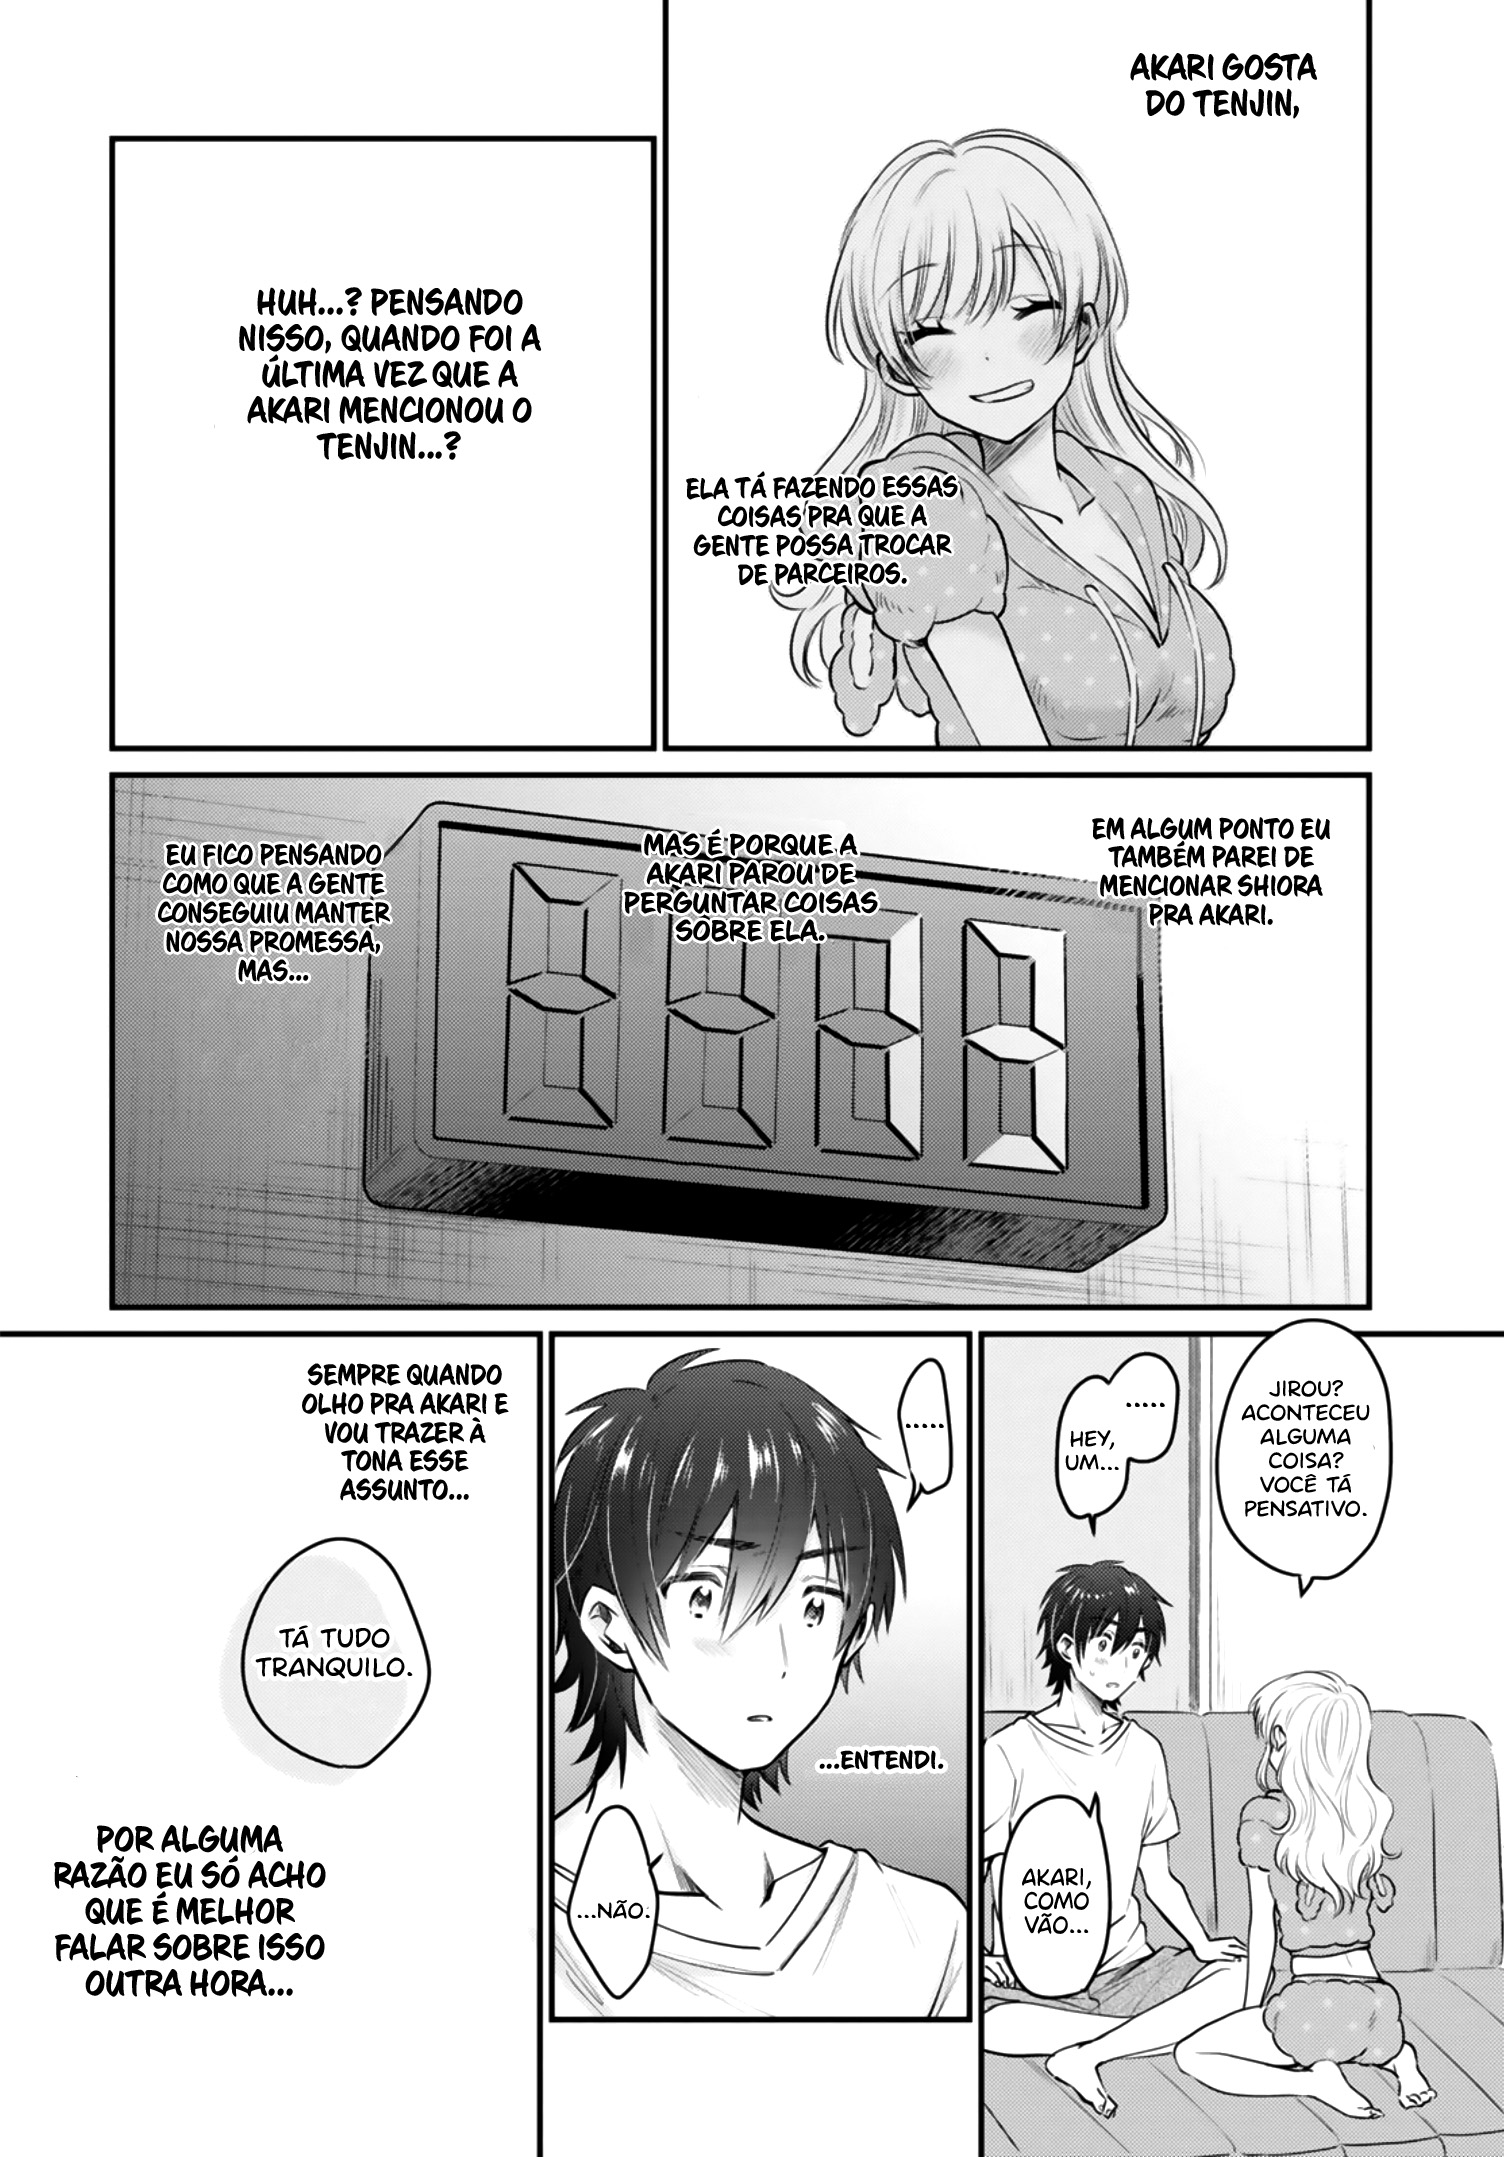 AKARI GOSTA
DO TENJIN,
ELA TÁ FAZENDO ESSAS
COISAS PRA QUE A
GENTE POSSA TROCAR
DE PARCEIROS.
HUH...? PENSANDO
NISSO, QUANDO FOI A
ÚLTIMA VEZ QUE A
AKARI MENCIONOU O
TENJIN...?
EM ALGUM PONTO EU
TAMBÉM PAREI DE
MENCIONAR SHIORA
PRA AKARI.
MAS É PORQUE A
AKARI PAROU DE
PERGUNTAR COISAS
SOBRE ELA.
EU FICO PENSANDO
COMO QUE A GENTE
CONSEGUIU MANTER
NOSSA PROMESSA,
MAS...
JIROU?
ACONTECEU
ALGUMA
COISA?
VOCÊ TÁ
PENSATIVO.
.....
HEY,
UM...
AKARI,
COMO
VÃO...
.....
...ENTENDI.
...NÃO.
SEMPRE QUANDO
OLHO PRA AKARI E
VOU TRAZER À
TONA ESSE
ASSUNTO...
TÁ TUDO
TRANQUILO.
POR ALGUMA
RAZÃO EU SÓ ACHO
QUE É MELHOR
FALAR SOBRE ISSO
OUTRA HORA...